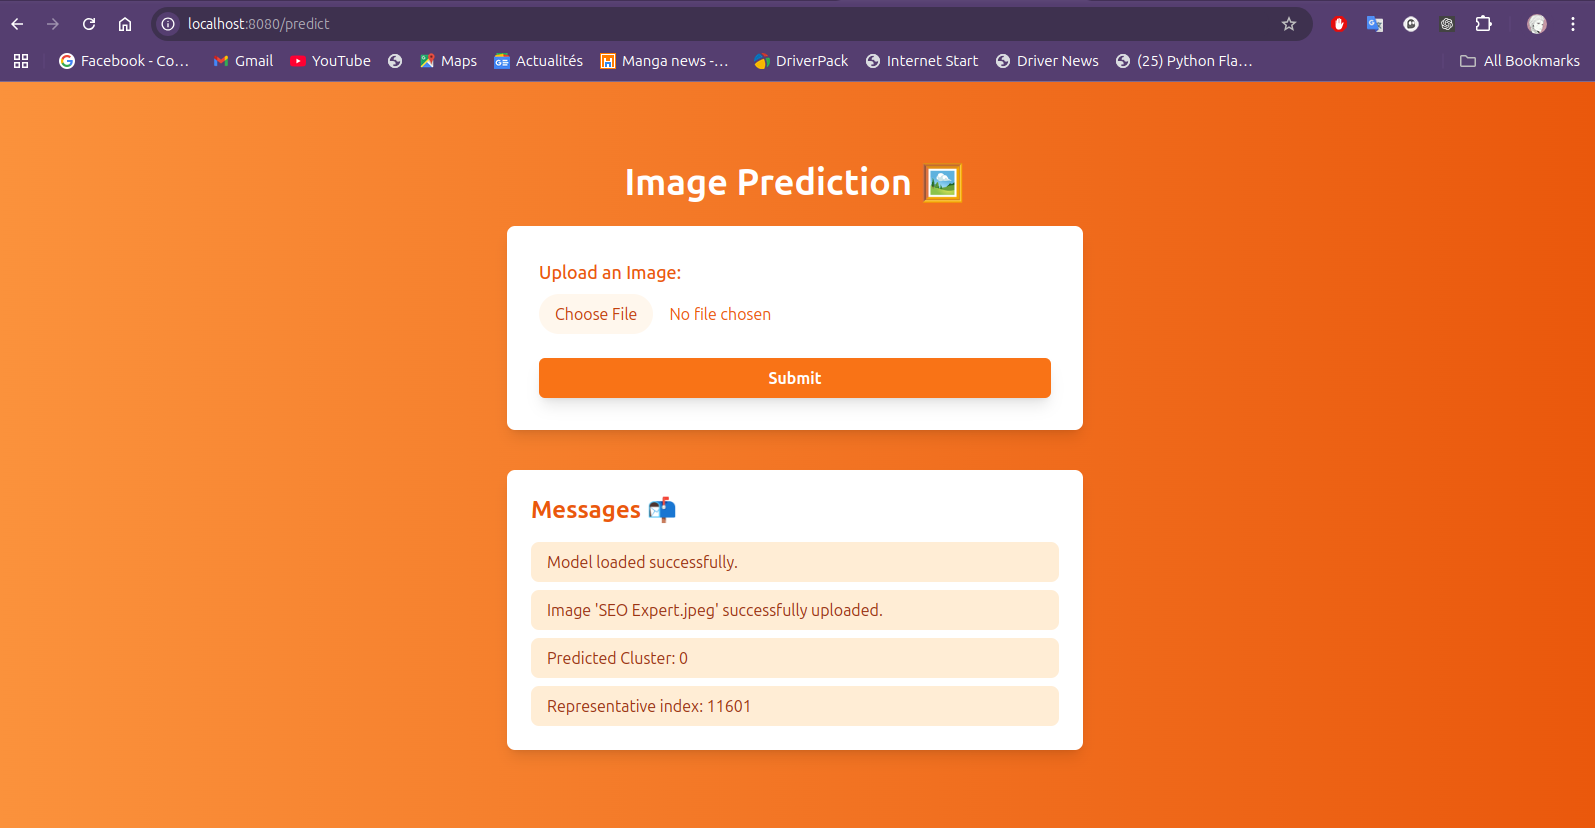 localhost:8080/predict
Facebook - Co... Gmail YouTube Maps Actualités Manga news -... DriverPack Internet Start Driver News (25) Python Fla... All Bookmarks
Image Prediction
Upload an Image:
Choose File No file chosen
Submit
Messages
Model loaded successfully.
Image 'SEO Expert.jpeg' successfully uploaded.
Predicted Cluster: 0
Representative index: 11601